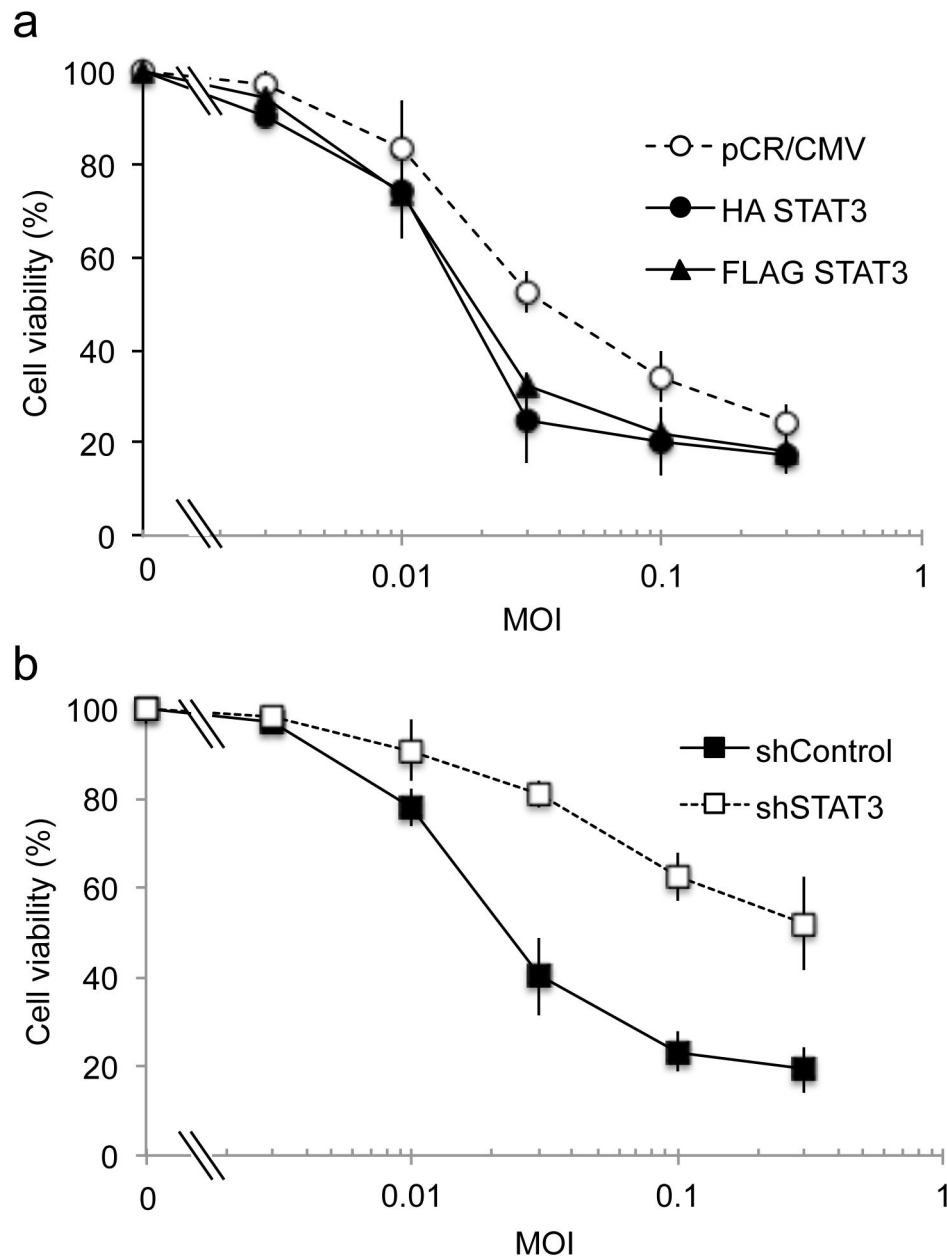 a
100
80
60
40
20
0
Cell viability (%)
pCR/CMV
HA STAT3
FLAG STAT3
0 0.01 0.1 1
MOI
b
100
80
60
40
20
0
Cell viability (%)
shControl
shSTAT3
0 0.01 0.1 1
MOI